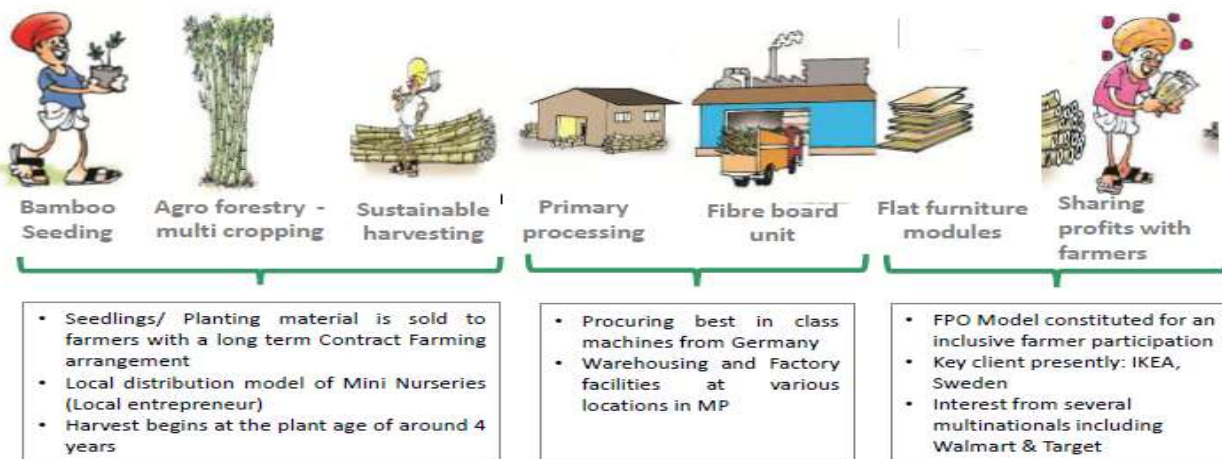 Bamboo
Seeding
Agro forestry -
multi cropping
Sustainable
harvesting
Primary
processing
Fibre board
unit
Flat furniture
modules
Sharing
profits with
farmers
• Seedlings/ Planting material is sold to
farmers with a long term Contract Farming
arrangement
• Local distribution model of Mini Nurseries
(Local entrepreneur)
• Harvest begins at the plant age of around 4
years
• Procuring best in class
machines from Germany
• Warehousing and Factory
facilities at various
locations in MP
• FPO Model constituted for an
inclusive farmer participation
• Key client presently: IKEA,
Sweden
• Interest from several
multinationals including
Walmart & Target